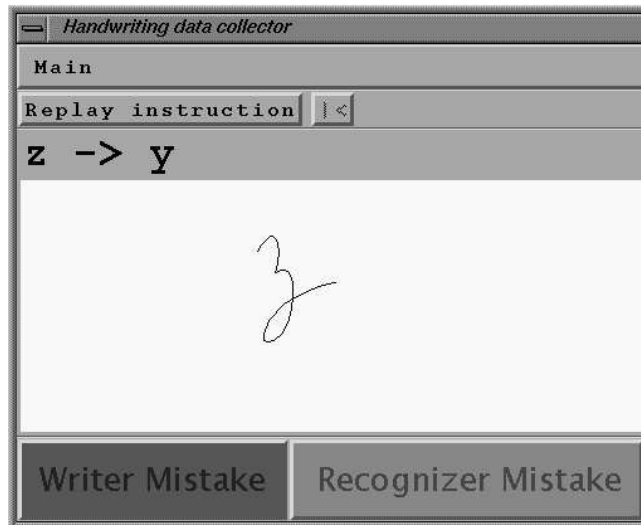 Handwriting data collector
Main
Replay instruction |<
z -> y
z
Writer Mistake Recognizer Mistake